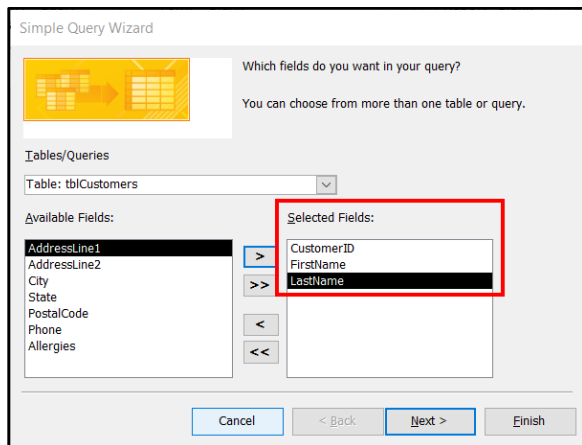 Simple Query Wizard
Which fields do you want in your query?
You can choose from more than one table or query.
Tables/Queries
Table: tblCustomers
Available Fields:
AddressLine1
AddressLine2
City
State
PostalCode
Phone
Allergies
>
>>
<
<<
Selected Fields:
CustomerID
FirstName
LastName
Cancel
< Back
Next >
Finish